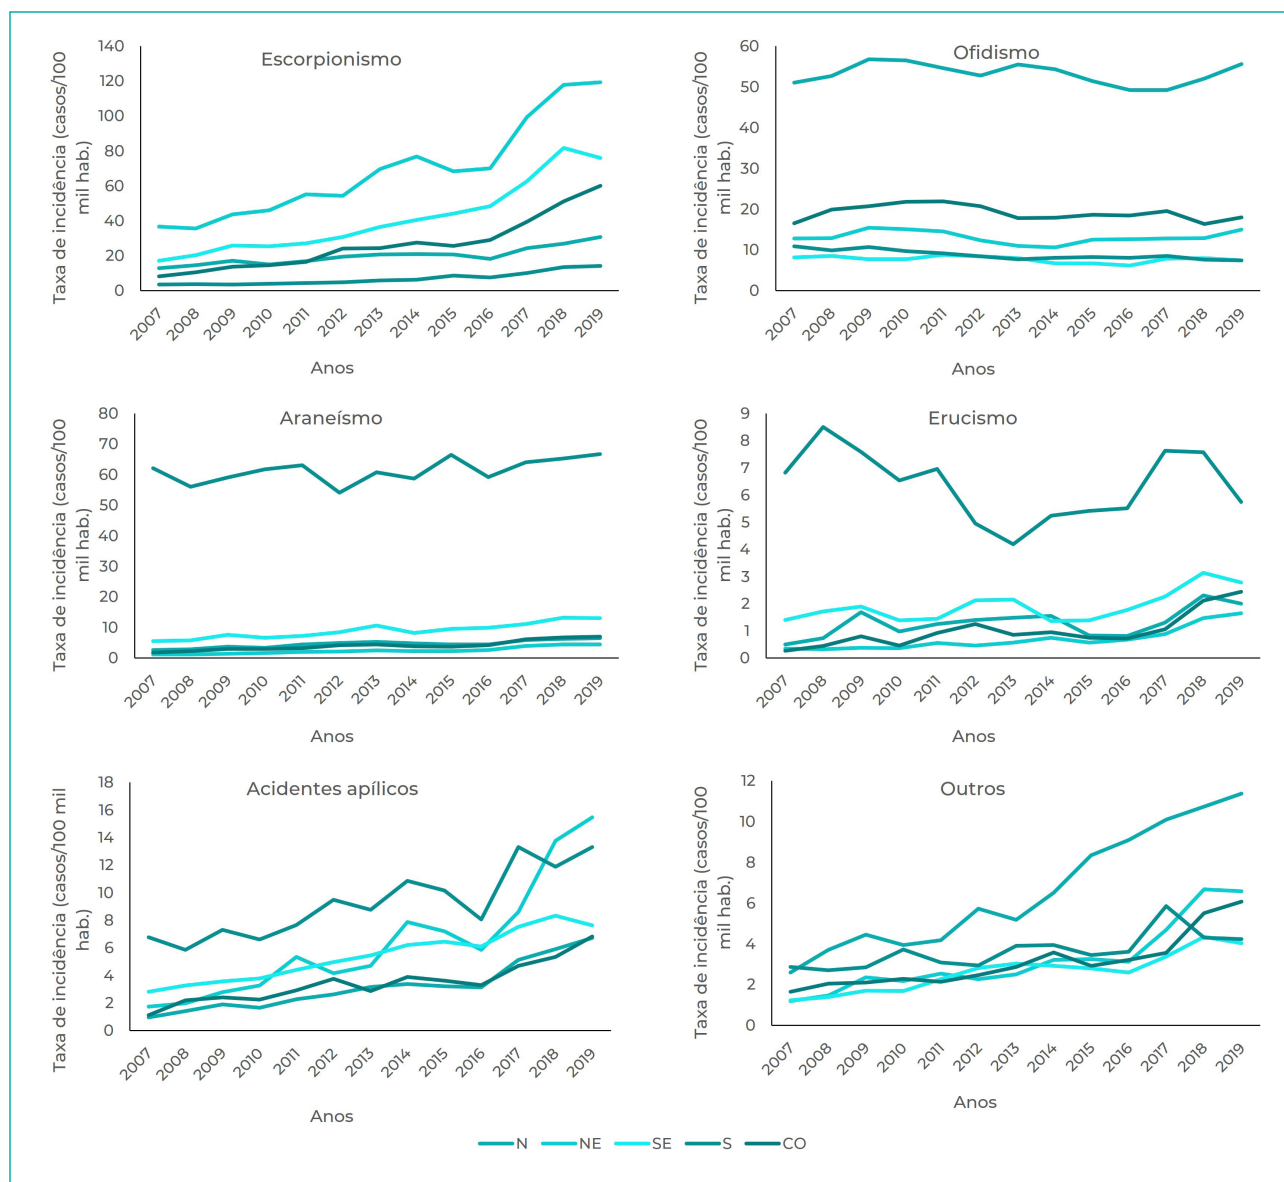 Escorpionismo
Taxa de incidência (casos/100
mil hab.)
140
120
100
80
60
40
20
0
2007 2008 2009 2010 2011 2012 2013 2014 2015 2016 2017 2018 2019
Anos
Ofidismo
Taxa de incidência (casos/100
mil hab.)
60
50
40
30
20
10
0
2007 2008 2009 2010 2011 2012 2013 2014 2015 2016 2017 2018 2019
Anos
Araneísmo
Taxa de incidência (casos/100
mil hab.)
80
70
60
50
40
30
20
10
0
2007 2008 2009 2010 2011 2012 2013 2014 2015 2016 2017 2018 2019
Anos
Erucismo
Taxa de incidência (casos/100
mil hab.)
9
8
7
6
5
4
3
2
1
0
2007 2008 2009 2010 2011 2012 2013 2014 2015 2016 2017 2018 2019
Anos
Acidentes apílicos
Taxa de incidência (casos/100 mil
hab.)
18
16
14
12
10
8
6
4
2
0
2007 2008 2009 2010 2011 2012 2013 2014 2015 2016 2017 2018 2019
Anos
Outros
Taxa de incidência (casos/100
mil hab.)
12
10
8
6
4
2
0
2007 2008 2009 2010 2011 2012 2013 2014 2015 2016 2017 2018 2019
Anos
N NE SE S CO